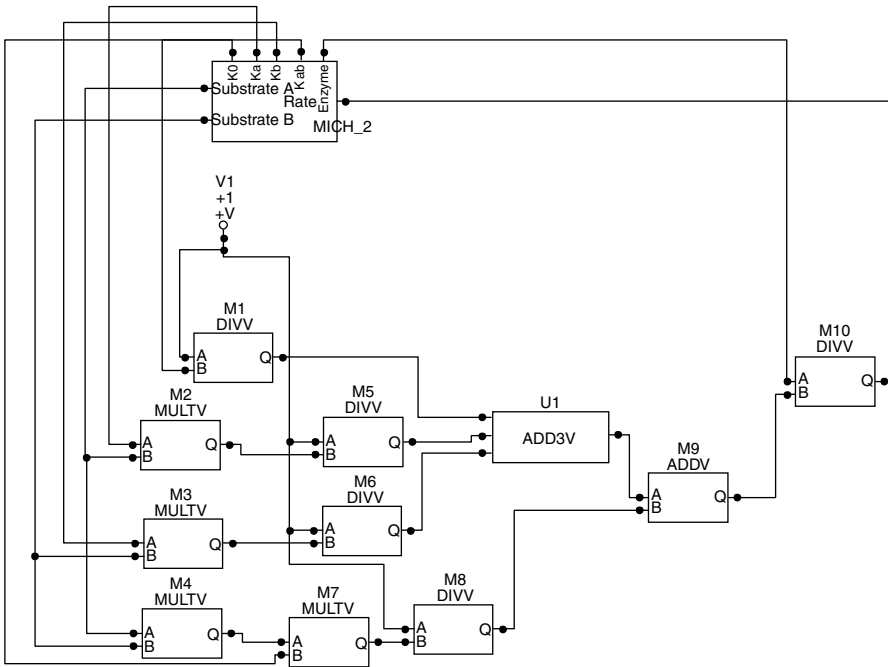 K0
Ka
Kb
Kab
Enzyme
Substrate A
Rate
Substrate B
MICH_2
V1
+1
+V
M1
DIVV
A
B
Q
M10
DIVV
A
B
Q
M2
MULTV
A
B
Q
M5
DIVV
A
B
Q
U1
ADD3V
M9
ADDV
A
B
Q
M3
MULTV
A
B
Q
M6
DIVV
A
B
Q
M4
MULTV
A
B
Q
M7
MULTV
A
B
Q
M8
DIVV
A
B
Q